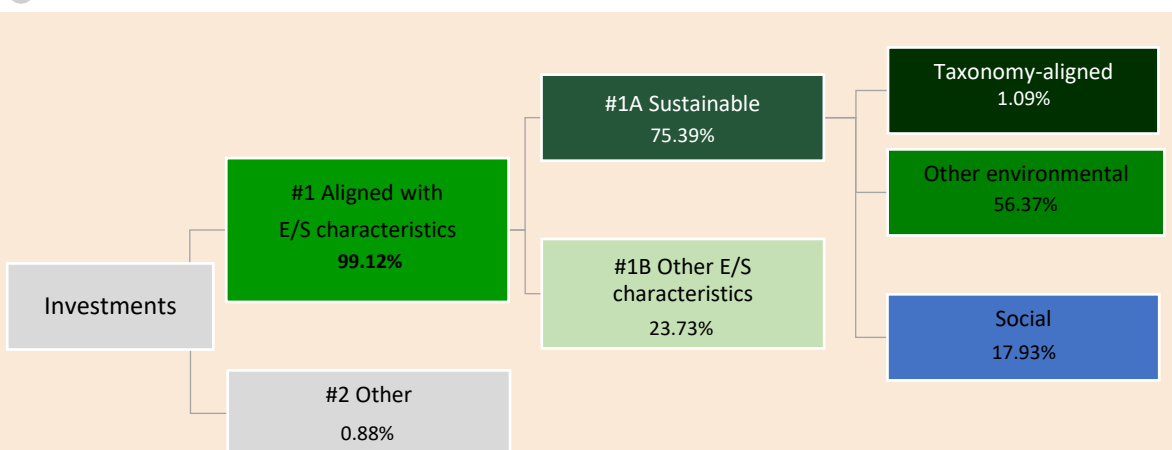 Investments
#1 Aligned with
E/S characteristics
99.12%
#2 Other
0.88%
#1A Sustainable
75.39%
#1B Other E/S
characteristics
23.73%
Taxonomy-aligned
1.09%
Other environmental
56.37%
Social
17.93%